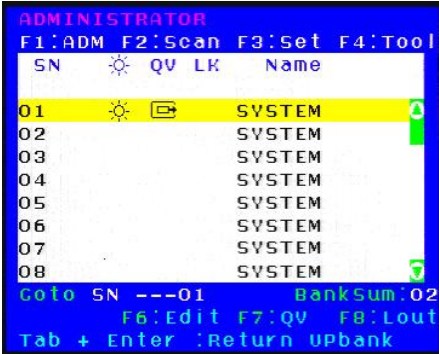 ADMINISTRATOR
F1:ADM F2:Scan F3:Set F4:Tool
SN QV LK Name
01 SYSTEM
02 SYSTEM
03 SYSTEM
04 SYSTEM
05 SYSTEM
06 SYSTEM
07 SYSTEM
08 SYSTEM
Goto SN ---01 BankSum:02
F6:Edit F7:QV F8:Lout
Tab + Enter :Return UPbank